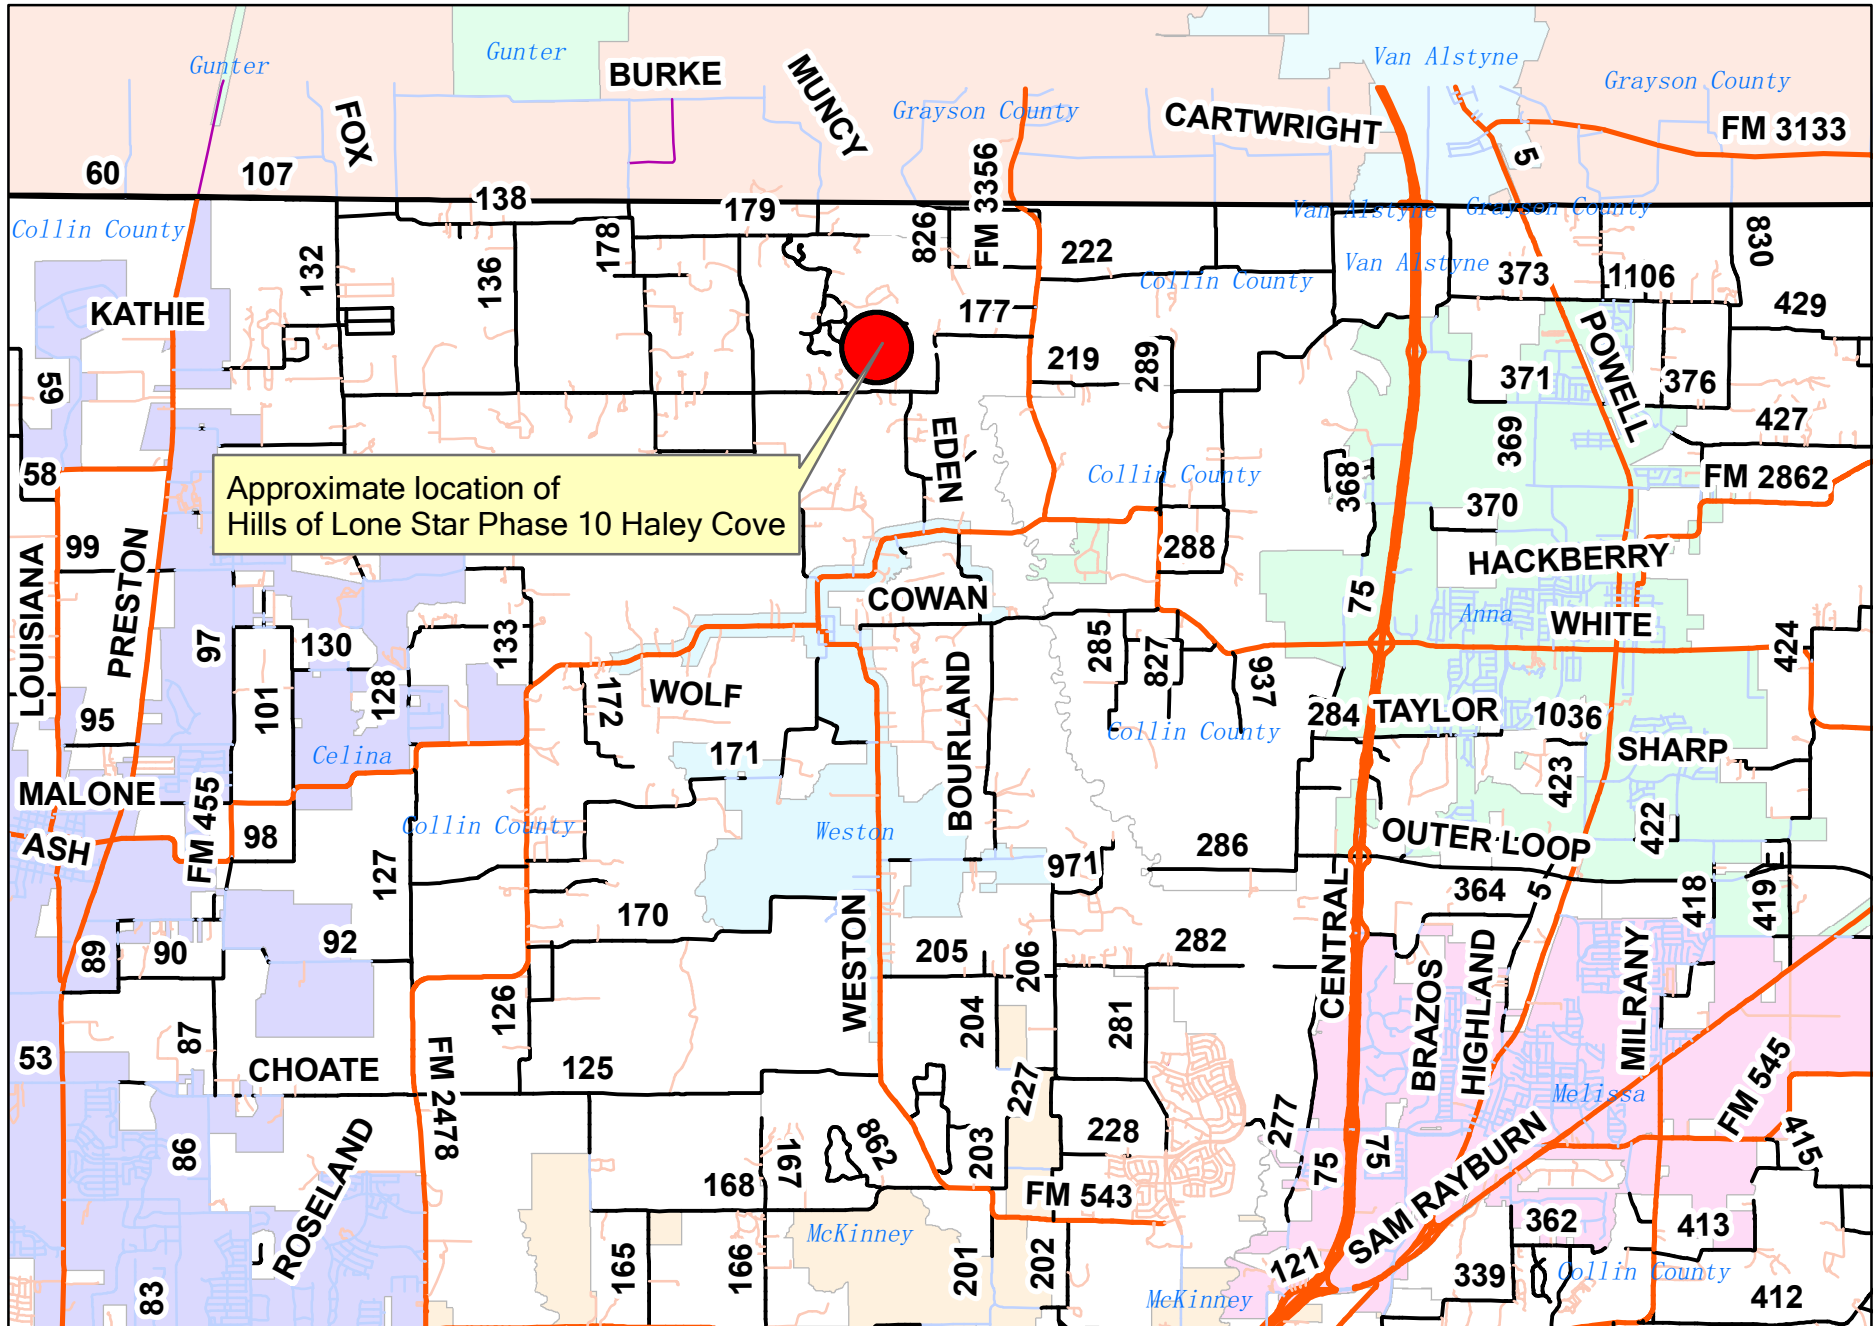 Gunter
Gunter
BURKE
MUNCY
Van Alstyne
Grayson County
FOX
Grayson County
CARTWRIGHT
FM 3133
5
60
107
138
179
826
FM 3356
Van Alstyne
Grayson County
Collin County
132
136
178
222
Van Alstyne
830
373
1106
Collin County
KATHIE
177
429
POWELL
59
219
289
371
376
EDEN
427
369
58
Collin County
368
FM 2862
Approximate location of
Hills of Lone Star Phase 10 Haley Cove
370
LOUISIANA
99
PRESTON
288
HACKBERRY
COWAN
75
Anna
WHITE
97
130
133
285
827
424
BOURLAND
101
128
172
WOLF
937
95
284
TAYLOR
1036
Collin County
Celina
171
SHARP
MALONE
FM 455
423
ASH
98
Collin County
Weston
422
OUTER LOOP
286
127
971
364
5
418
419
170
WESTON
CENTRAL
89
90
92
205
206
282
BRAZOS
HIGHLAND
MILRANY
126
204
281
87
53
CHOATE
FM 2478
125
227
Melissa
FM 545
277
86
ROSELAND
167
862
203
228
75
75
415
168
FM 543
SAM RAYBURN
McKinney
362
413
165
166
201
202
121
339
Collin County
83
McKinney
412